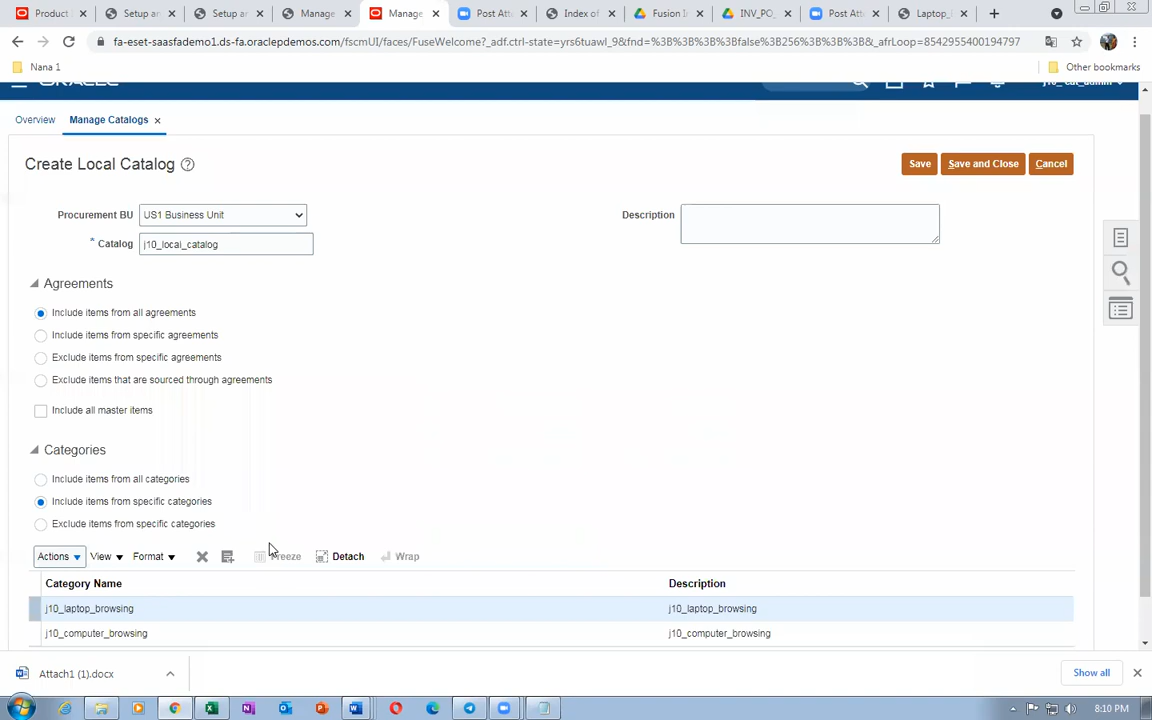 Product
Setup an
Setup an
Manage
Manage
Post Att
Index of
Fusion I
INV_PO_
Post Att
Laptop_
fa-eset-saasfademo1.ds-fa.oraclepdemos.com/fscmUI/faces/FuseWelcome?_adf.ctrl-state=yrs6tuawl_9&fnd=%3B%3B%3B%3Bfalse%3B256%3B%3B%3B&_afrLoop=8542955400194797
Nana 1
Other bookmarks
ORACLE
j10_cat_admin
Overview
Manage Catalogs
Create Local Catalog
Save
Save and Close
Cancel
Procurement BU
US1 Business Unit
Description
* Catalog
j10_local_catalog
Agreements
Include items from all agreements
Include items from specific agreements
Exclude items from specific agreements
Exclude items that are sourced through agreements
Include all master items
Categories
Include items from all categories
Include items from specific categories
Exclude items from specific categories
Actions
View
Format
Freeze
Detach
Wrap
Category Name
Description
j10_laptop_browsing
j10_laptop_browsing
j10_computer_browsing
j10_computer_browsing
Attach1 (1).docx
Show all
8:10 PM